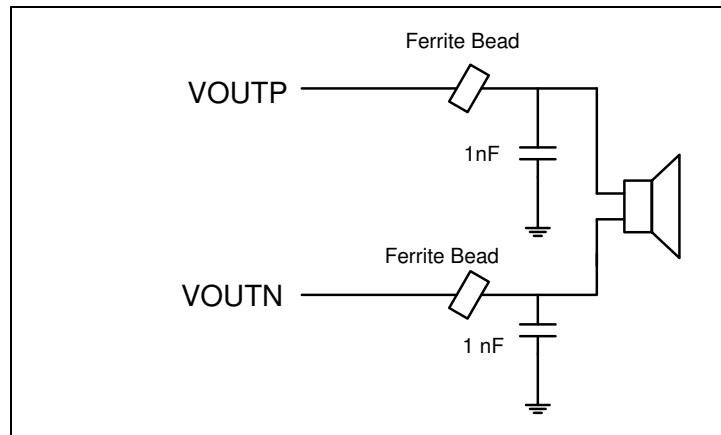 Ferrite Bead
VOUTP
1nF
Ferrite Bead
VOUTN
1 nF